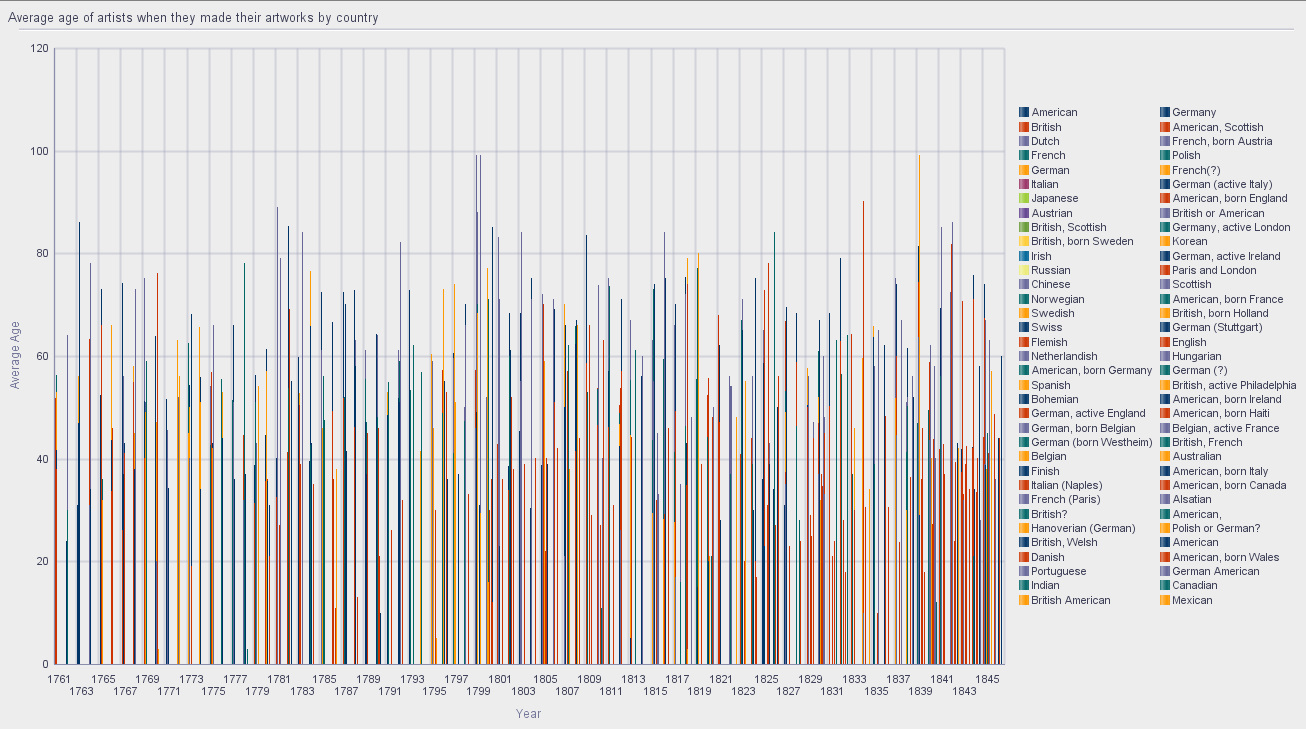 Average age of artists when they made their artworks by country
120
100
80
60
40
20
0
Average Age
1761 1765 1769 1773 1777 1781 1785 1789 1793 1797 1801 1805 1809 1813 1817 1821 1825 1829 1833 1837 1841 1845
1763 1767 1771 1775 1779 1783 1787 1791 1795 1799 1803 1807 1811 1815 1819 1823 1827 1831 1835 1839 1843
Year
American
British
Dutch
French
German
Italian
Japanese
Austrian
British, Scottish
British, born Sweden
Irish
Russian
Chinese
Norwegian
Swedish
Swiss
Flemish
Netherlandish
American, born Germany
Spanish
Bohemian
German, active England
German, born Belgian
German (born Westheim)
Belgian
Finish
Italian (Naples)
French (Paris)
British?
Hanoverian (German)
British, Welsh
Danish
Portuguese
Indian
British American
Germany
American, Scottish
French, born Austria
Polish
French(?)
German (active Italy)
American, born England
British or American
Germany, active London
Korean
German, active Ireland
Paris and London
Scottish
American, born France
British, born Holland
German (Stuttgart)
English
Hungarian
German (?)
British, active Philadelphia
American, born Ireland
American, born Haiti
Belgian, active France
British, French
Australian
American, born Italy
American, born Canada
Alsatian
American,
Polish or German?
American
American, born Wales
German American
Canadian
Mexican